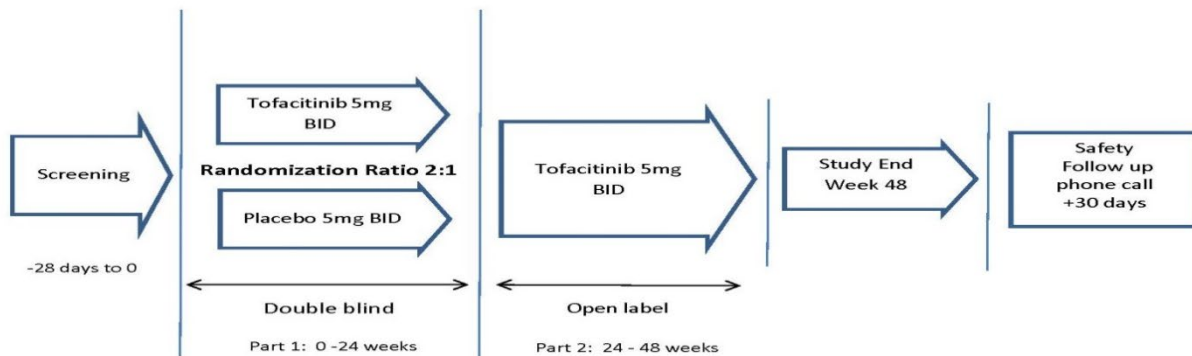 Screening
-28 days to 0
Tofacitinib 5mg
BID
Randomization Ratio 2:1
Placebo 5mg BID
Double blind
Part 1: 0 -24 weeks
Tofacitinib 5mg
BID
Open label
Part 2: 24 - 48 weeks
Study End
Week 48
Safety
Follow up
phone call
+30 days